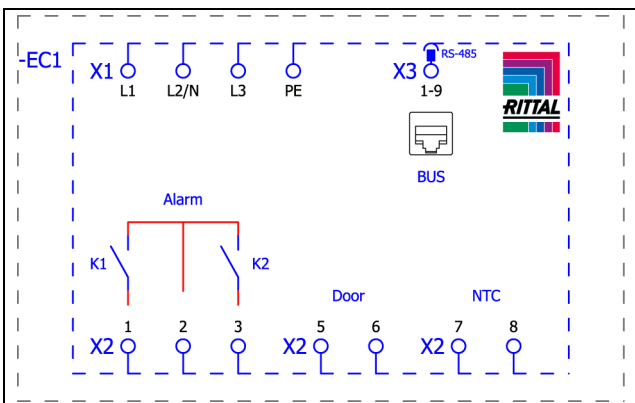 -EC1
X1
L1
L2/N
L3
PE
X3
RS-485
1-9
RITTAL
BUS
Alarm
K1
K2
Door
NTC
X2
1
2
3
X2
5
6
X2
7
8